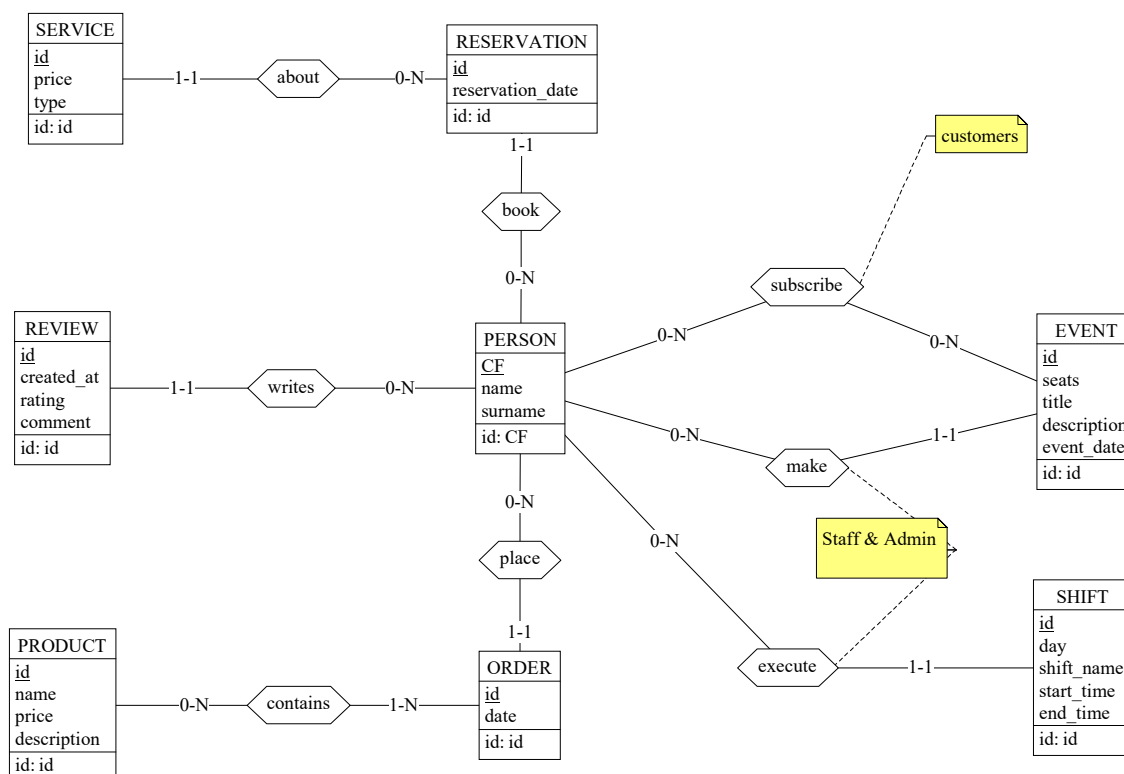 SERVICE
id
price
type
id: id
1-1
about
0-N
RESERVATION
id
reservation_date
id: id
1-1
book
0-N
customers
subscribe
0-N
0-N
REVIEW
id
created_at
rating
comment
id: id
1-1
writes
0-N
PERSON
CF
name
surname
id: CF
EVENT
id
seats
title
description
event_date
id: id
0-N
make
1-1
Staff & Admin
0-N
place
1-1
0-N
execute
1-1
SHIFT
id
day
shift_name
start_time
end_time
id: id
PRODUCT
id
name
price
description
id: id
0-N
contains
1-N
ORDER
id
date
id: id